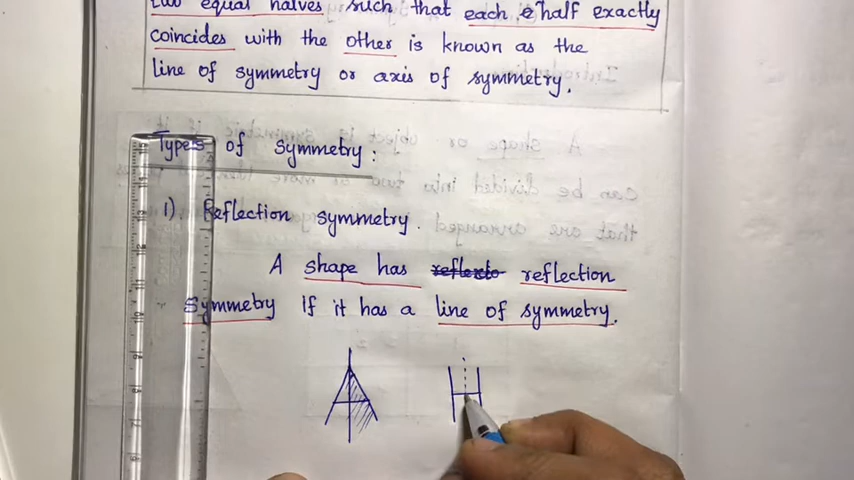 two equal halves such that each half exactly
coincides with the other is known as the
line of symmetry or axis of symmetry.
Types of Symmetry:
1). Reflection symmetry.
A shape has reflection
symmetry if it has a line of symmetry.
A H